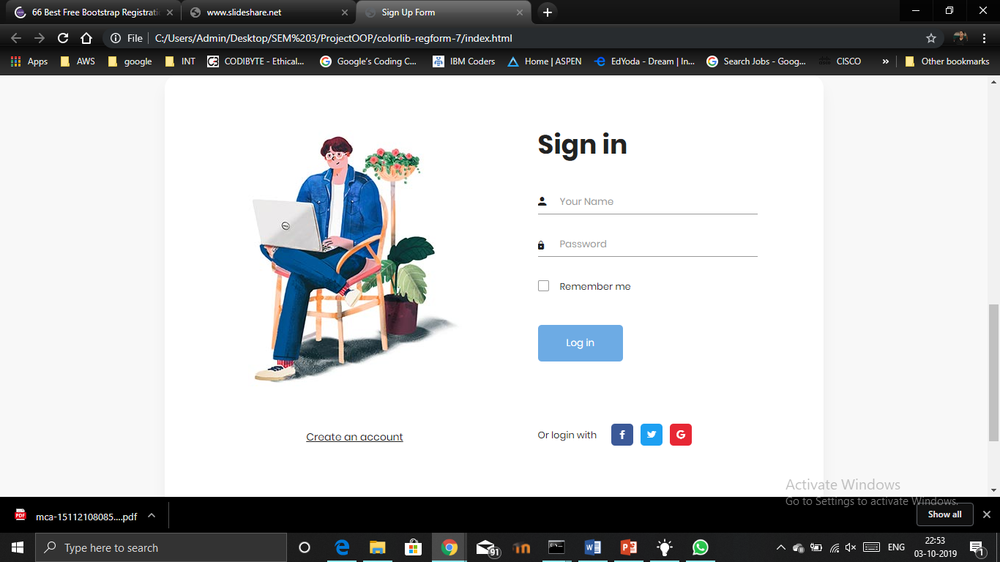 66 Best Free Bootstrap Registrati
www.slideshare.net
Sign Up Form
File
C:/Users/Admin/Desktop/SEM%203/ProjectOOP/colorlib-regform-7/index.html
Apps
AWS
google
INT
CODIBYTE - Ethical...
Google's Coding C...
IBM Coders
Home | ASPEN
EdYoda - Dream | In...
Search Jobs - Goog...
CISCO
»
Other bookmarks
Sign in
Your Name
Password
Remember me
Log in
Create an account
Or login with
Activate Windows
Go to Settings to activate Windows.
mca-15112108085....pdf
Show all
Type here to search
91
ENG
22:53
03-10-2019
1